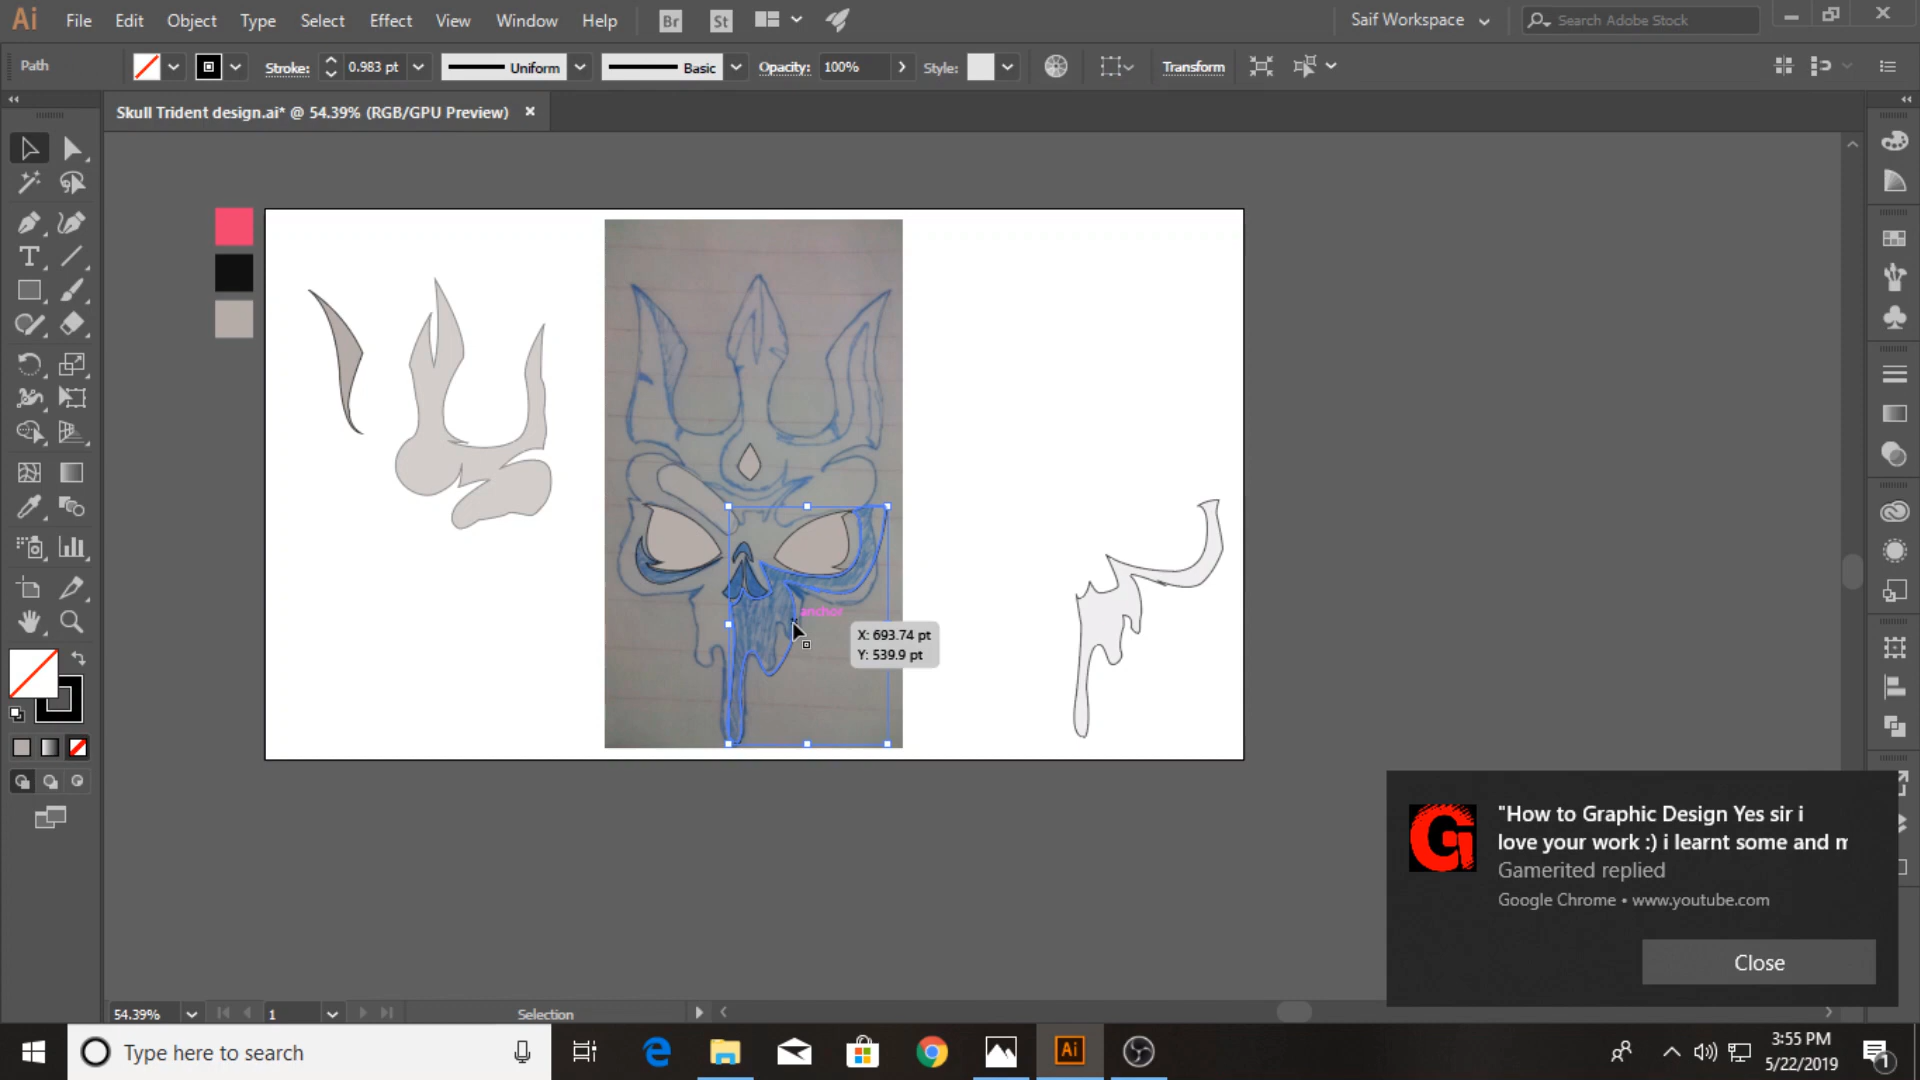 Ai File Edit Object Type Select Effect View Window Help Br St Saif Workspace Search Adobe Stock
Path Stroke: 0.983 pt Uniform Basic Opacity: 100% Style: Transform
Skull Trident design.ai* @ 54.39% (RGB/GPU Preview)
anchor
X: 693.74 pt
Y: 539.9 pt
"How to Graphic Design Yes sir i
love your work :) i learnt some and m
Gamerited replied
Google Chrome • www.youtube.com
Close
54.39% 1 Selection
Type here to search
Ai
3:55 PM
5/22/2019
1